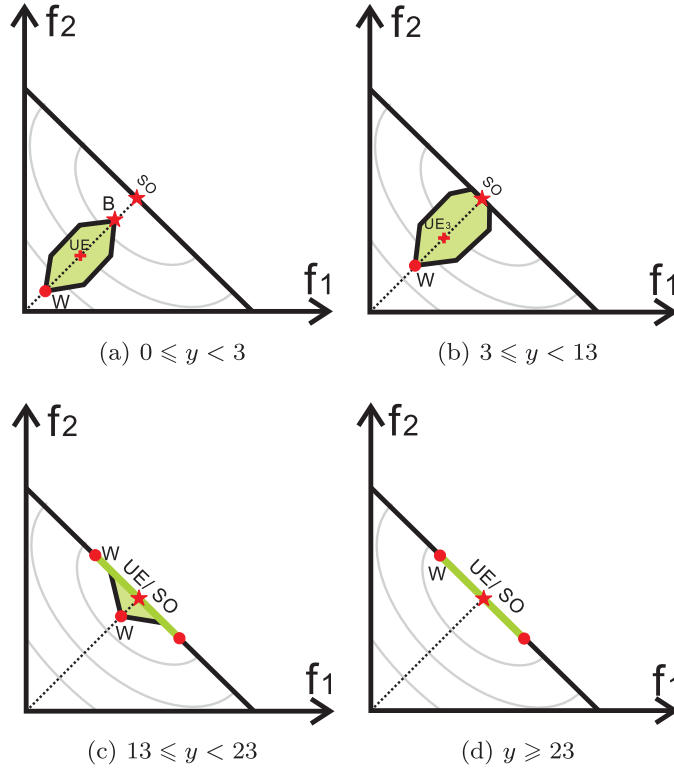 f2
SO
B
UE
W
f1
(a) 0 ⩽ y < 3
f2
SO
UE3
W
f1
(b) 3 ⩽ y < 13
f2
W
UE/ SO
W
f1
(c) 13 ⩽ y < 23
f2
W
UE/ SO
f1
(d) y ⩾ 23